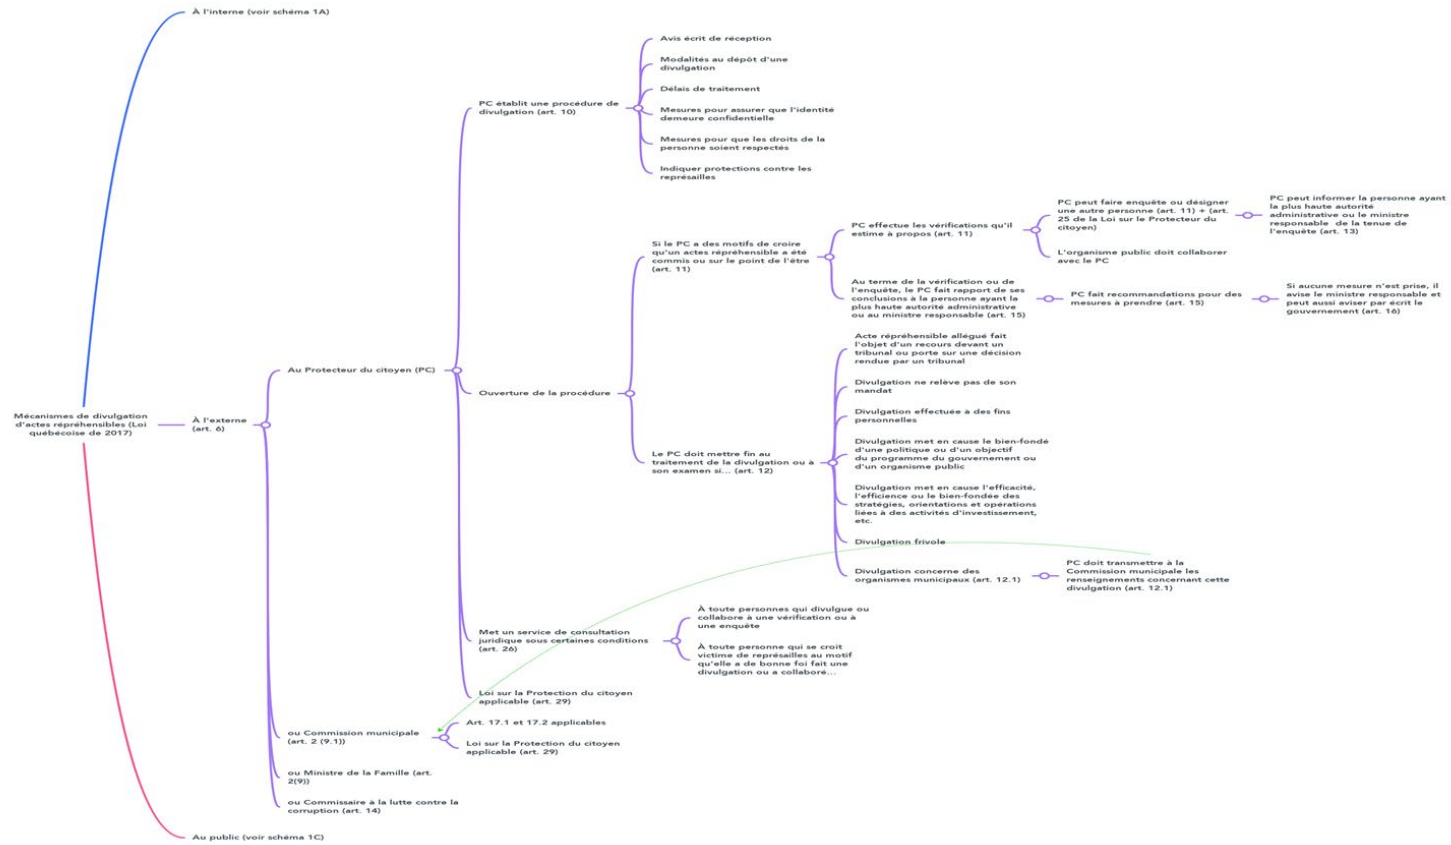 À l'interne (voir schéma 1A)
Avis écrit de réception
Modalités au dépôt d'une
divulgation
Délais de traitement
PC établit une procédure de
divulgation (art. 10)
Mesures pour assurer que l'identité
demeure confidentielle
Mesures pour que les droits de la
personne soient respectés
Indiquer protections contre les
représailles
Si le PC a des motifs de croire
qu'un actes répréhensible a été
commis ou sur le point de l'être
(art. 11)
PC effectue les vérifications qu'il
estime à propos (art. 11)
PC peut faire enquête ou désigner
une autre personne (art. 11) + (art.
25 de la Loi sur le Protecteur du
citoyen)
PC peut informer la personne ayant
la plus haute autorité
administrative ou le ministre
responsable de la tenue de
l'enquête (art. 13)
L'organisme public doit collaborer
avec le PC
Au terme de la vérification ou de
l'enquête, le PC fait rapport de ses
conclusions à la personne ayant la
plus haute autorité administrative
ou au ministre responsable (art. 15)
PC fait recommandations pour des
mesures à prendre (art. 15)
Si aucune mesure n'est prise, il
avise le ministre responsable et
peut aussi aviser par écrit le
gouvernement (art. 16)
Mécanismes de divulgation
d'actes répréhensibles (Loi
québécoise de 2017)
À l'externe
(art. 6)
Au Protecteur du citoyen (PC)
Ouverture de la procédure
Le PC doit mettre fin au
traitement de la divulgation ou à
son examen si... (art. 12)
Acte répréhensible allégué fait
l'objet d'un recours devant un
tribunal ou porte sur une décision
rendue par un tribunal
Divulgation ne relève pas de son
mandat
Divulgation effectuée à des fins
personnelles
Divulgation met en cause le bien-fondé
d'une politique ou d'un objectif
du programme du gouvernement ou
d'un organisme public
Divulgation met en cause l'efficacité,
l'efficience ou le bien-fondée des
stratégies, orientations et opérations
liées à des activités d'investissement,
etc.
Divulgation frivole
Divulgation concerne des
organismes municipaux (art. 12.1)
PC doit transmettre à la
Commission municipale les
renseignements concernant cette
divulgation (art. 12.1)
Met un service de consultation
juridique sous certaines conditions
(art. 26)
À toute personnes qui divulgue ou
collabore à une vérification ou à
une enquête
À toute personne qui se croit
victime de représailles au motif
qu'elle a de bonne foi fait une
divulgation ou a collaboré...
Loi sur la Protection du citoyen
applicable (art. 29)
ou Commission municipale
(art. 2 (9.1))
Art. 17.1 et 17.2 applicables
Loi sur la Protection du citoyen
applicable (art. 29)
ou Ministre de la Famille (art.
2(9))
ou Commissaire à la lutte contre la
corruption (art. 14)
Au public (voir schéma 1C)